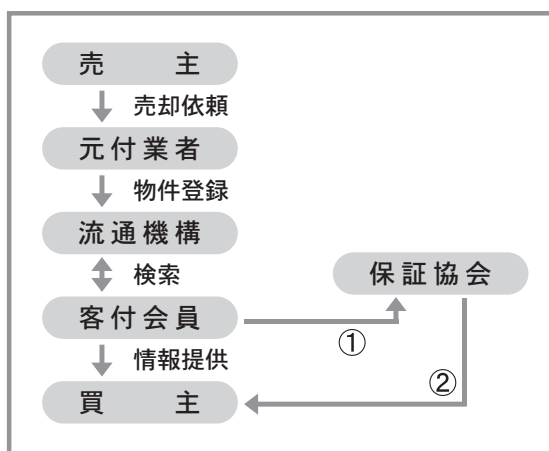 売　　主
売却依頼
元付業者
物件登録
流通機構
検索
保証協会
客付会員
①
情報提供
②
買　　主